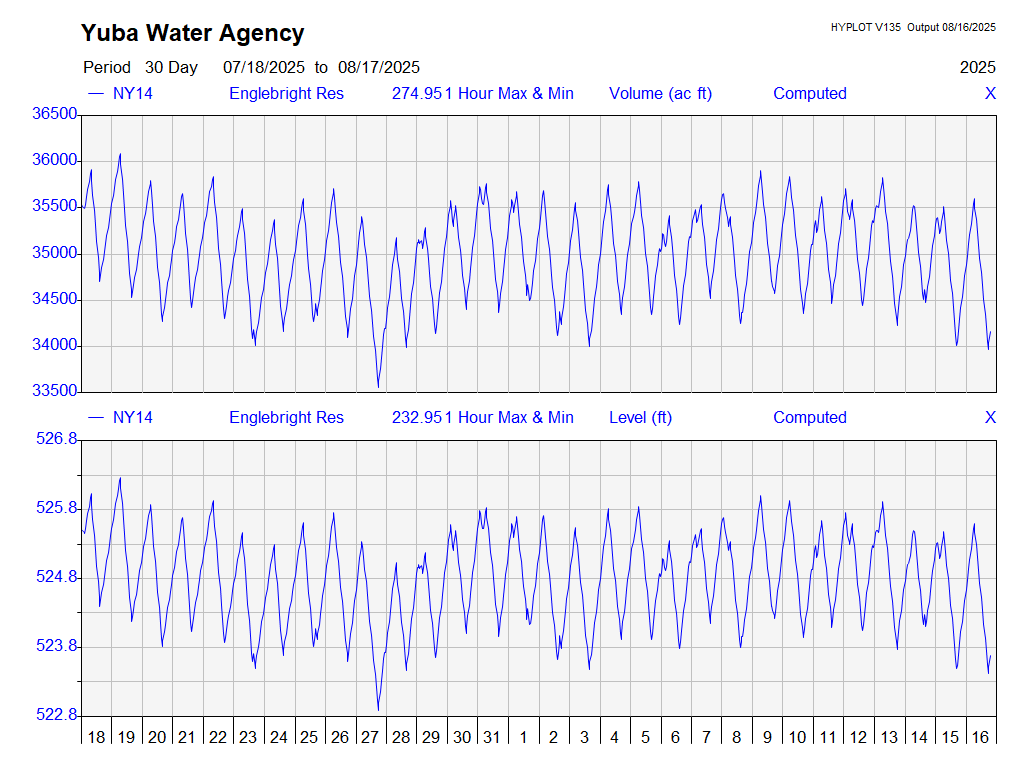 Yuba Water Agency
HYPLOT V135 Output 08/16/2025
Period 30 Day 07/18/2025 to 08/17/2025 2025
NY14 Englebright Res 274.95 1 Hour Max & Min Volume (ac ft) Computed X
36500
36000
35500
35000
34500
34000
33500
NY14 Englebright Res 232.95 1 Hour Max & Min Level (ft) Computed X
526.8
525.8
524.8
523.8
522.8
18 19 20 21 22 23 24 25 26 27 28 29 30 31 1 2 3 4 5 6 7 8 9 10 11 12 13 14 15 16